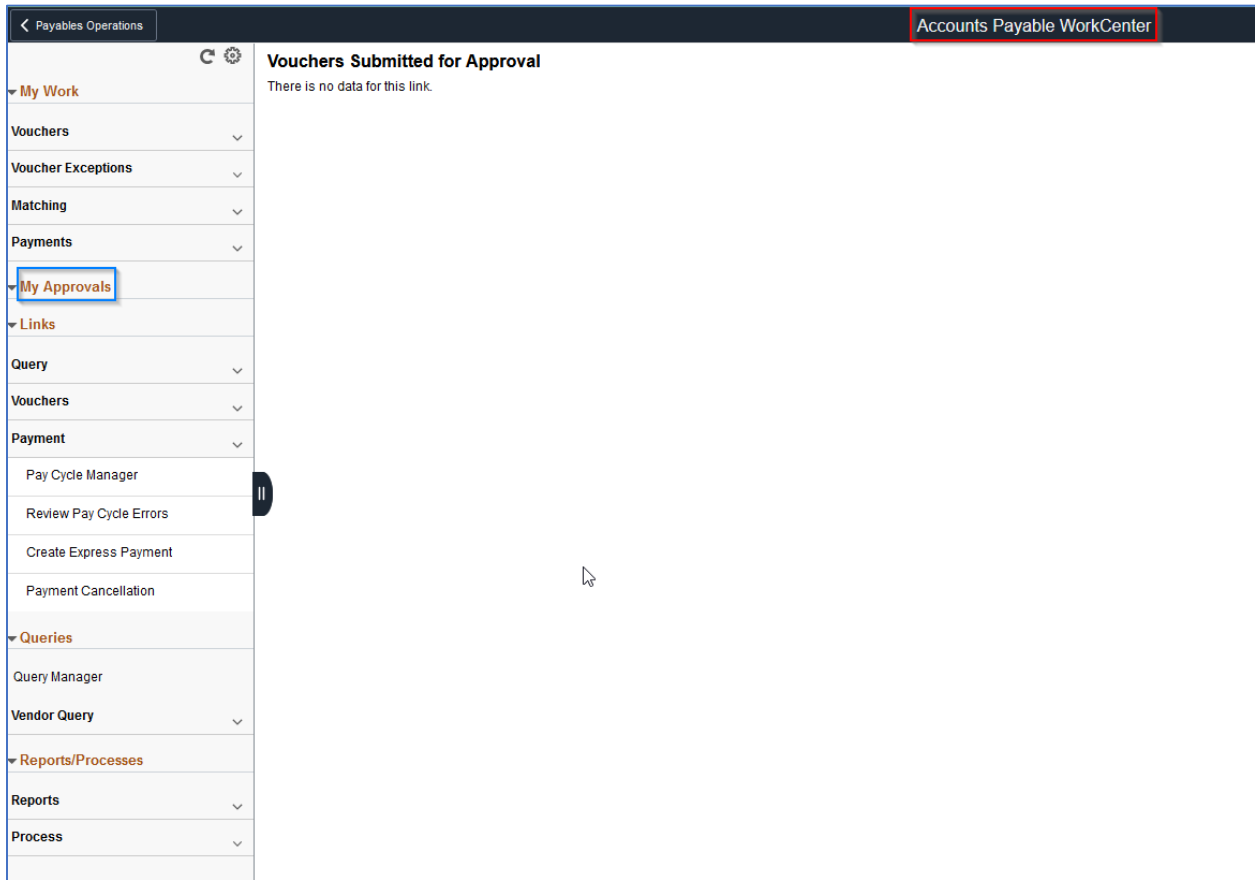 Payables Operations
Accounts Payable WorkCenter
My Work
Vouchers
Voucher Exceptions
Matching
Payments
My Approvals
Links
Query
Vouchers
Payment
Pay Cycle Manager
Review Pay Cycle Errors
Create Express Payment
Payment Cancellation
Queries
Query Manager
Vendor Query
Reports/Processes
Reports
Process
Vouchers Submitted for Approval
There is no data for this link.